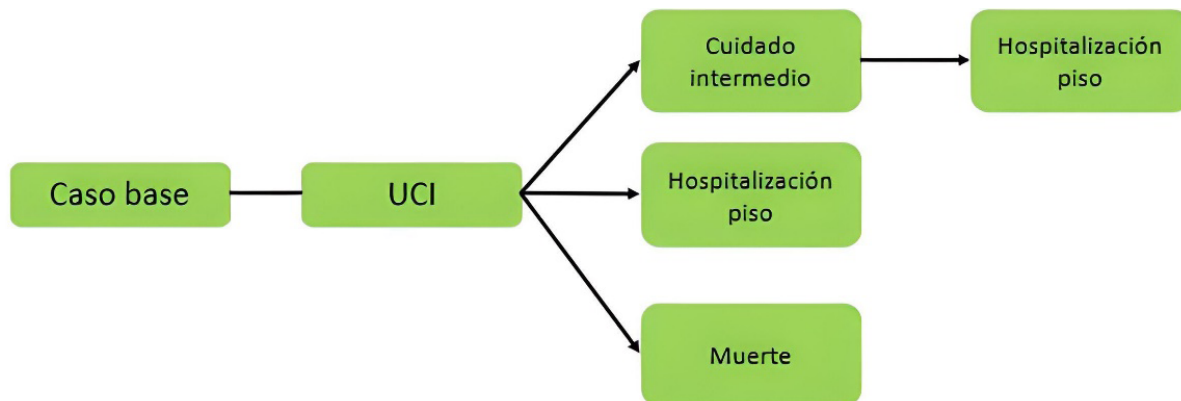 Caso base
UCI
Cuidado
intermedio
Hospitalización
piso
Hospitalización
piso
Muerte